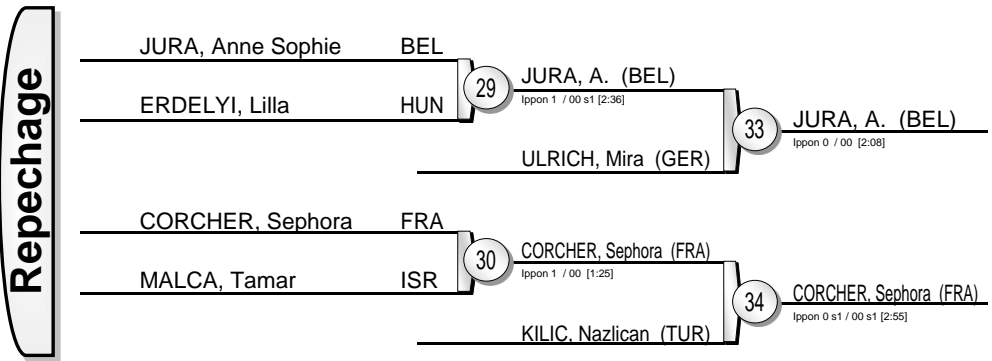 Repechage
JURA, Anne Sophie BEL
ERDELYI, Lilla HUN
29
JURA, A. (BEL)
Ippon 1 / 00 s1 [2:36]
ULRICH, Mira (GER)
33
JURA, A. (BEL)
Ippon 0 / 00 [2:08]
CORCHER, Sephora FRA
MALCA, Tamar ISR
30
CORCHER, Sephora (FRA)
Ippon 1 / 00 [1:25]
KILIC, Nazlican (TUR)
34
CORCHER, Sephora (FRA)
Ippon 0 s1 / 00 s1 [2:55]